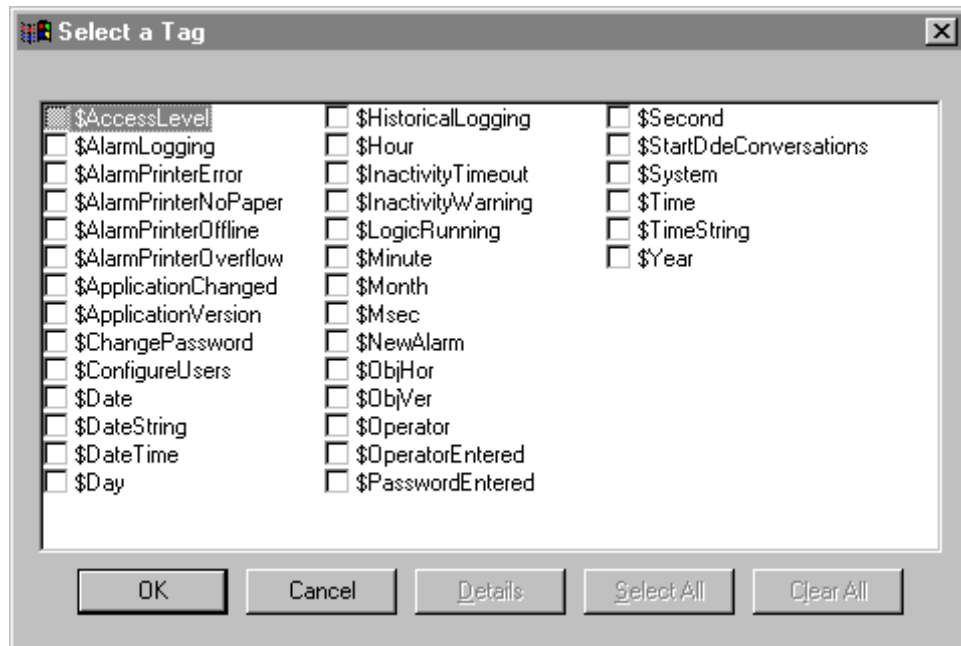 Select a Tag
$AccessLevel
$AlarmLogging
$AlarmPrinterError
$AlarmPrinterNoPaper
$AlarmPrinterOffline
$AlarmPrinterOverflow
$ApplicationChanged
$ApplicationVersion
$ChangePassword
$ConfigureUsers
$Date
$DateString
$DateTime
$Day
$HistoricalLogging
$Hour
$InactivityTimeout
$InactivityWarning
$LogicRunning
$Minute
$Month
$Msec
$NewAlarm
$ObjHor
$ObjVer
$Operator
$OperatorEntered
$PasswordEntered
$Second
$StartDdeConversations
$System
$Time
$TimeString
$Year
OK Cancel Details Select All Clear All